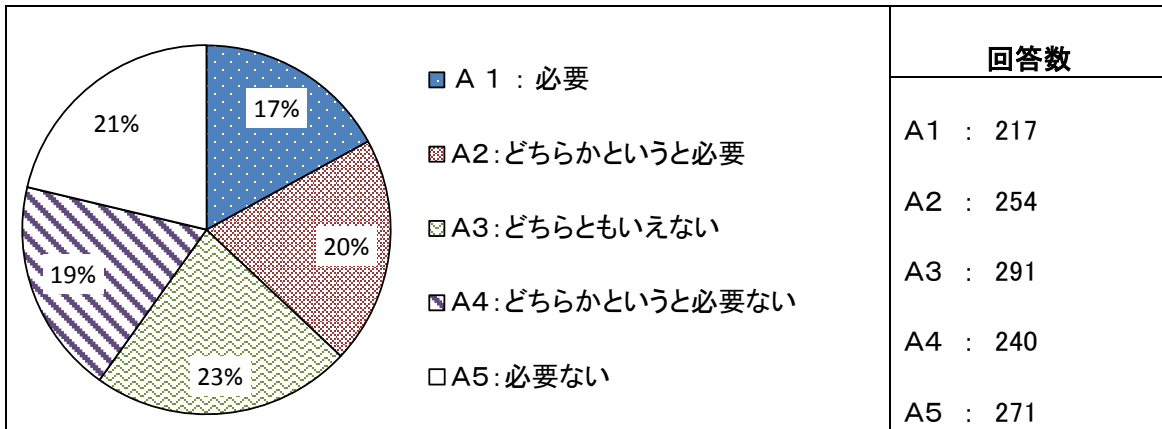 17%
20%
23%
19%
21%
A 1 : 必要
A2:どちらかというと必要
A3:どちらともいえない
A4:どちらかというと必要ない
A5:必要ない
回答数
A1 : 217
A2 : 254
A3 : 291
A4 : 240
A5 : 271